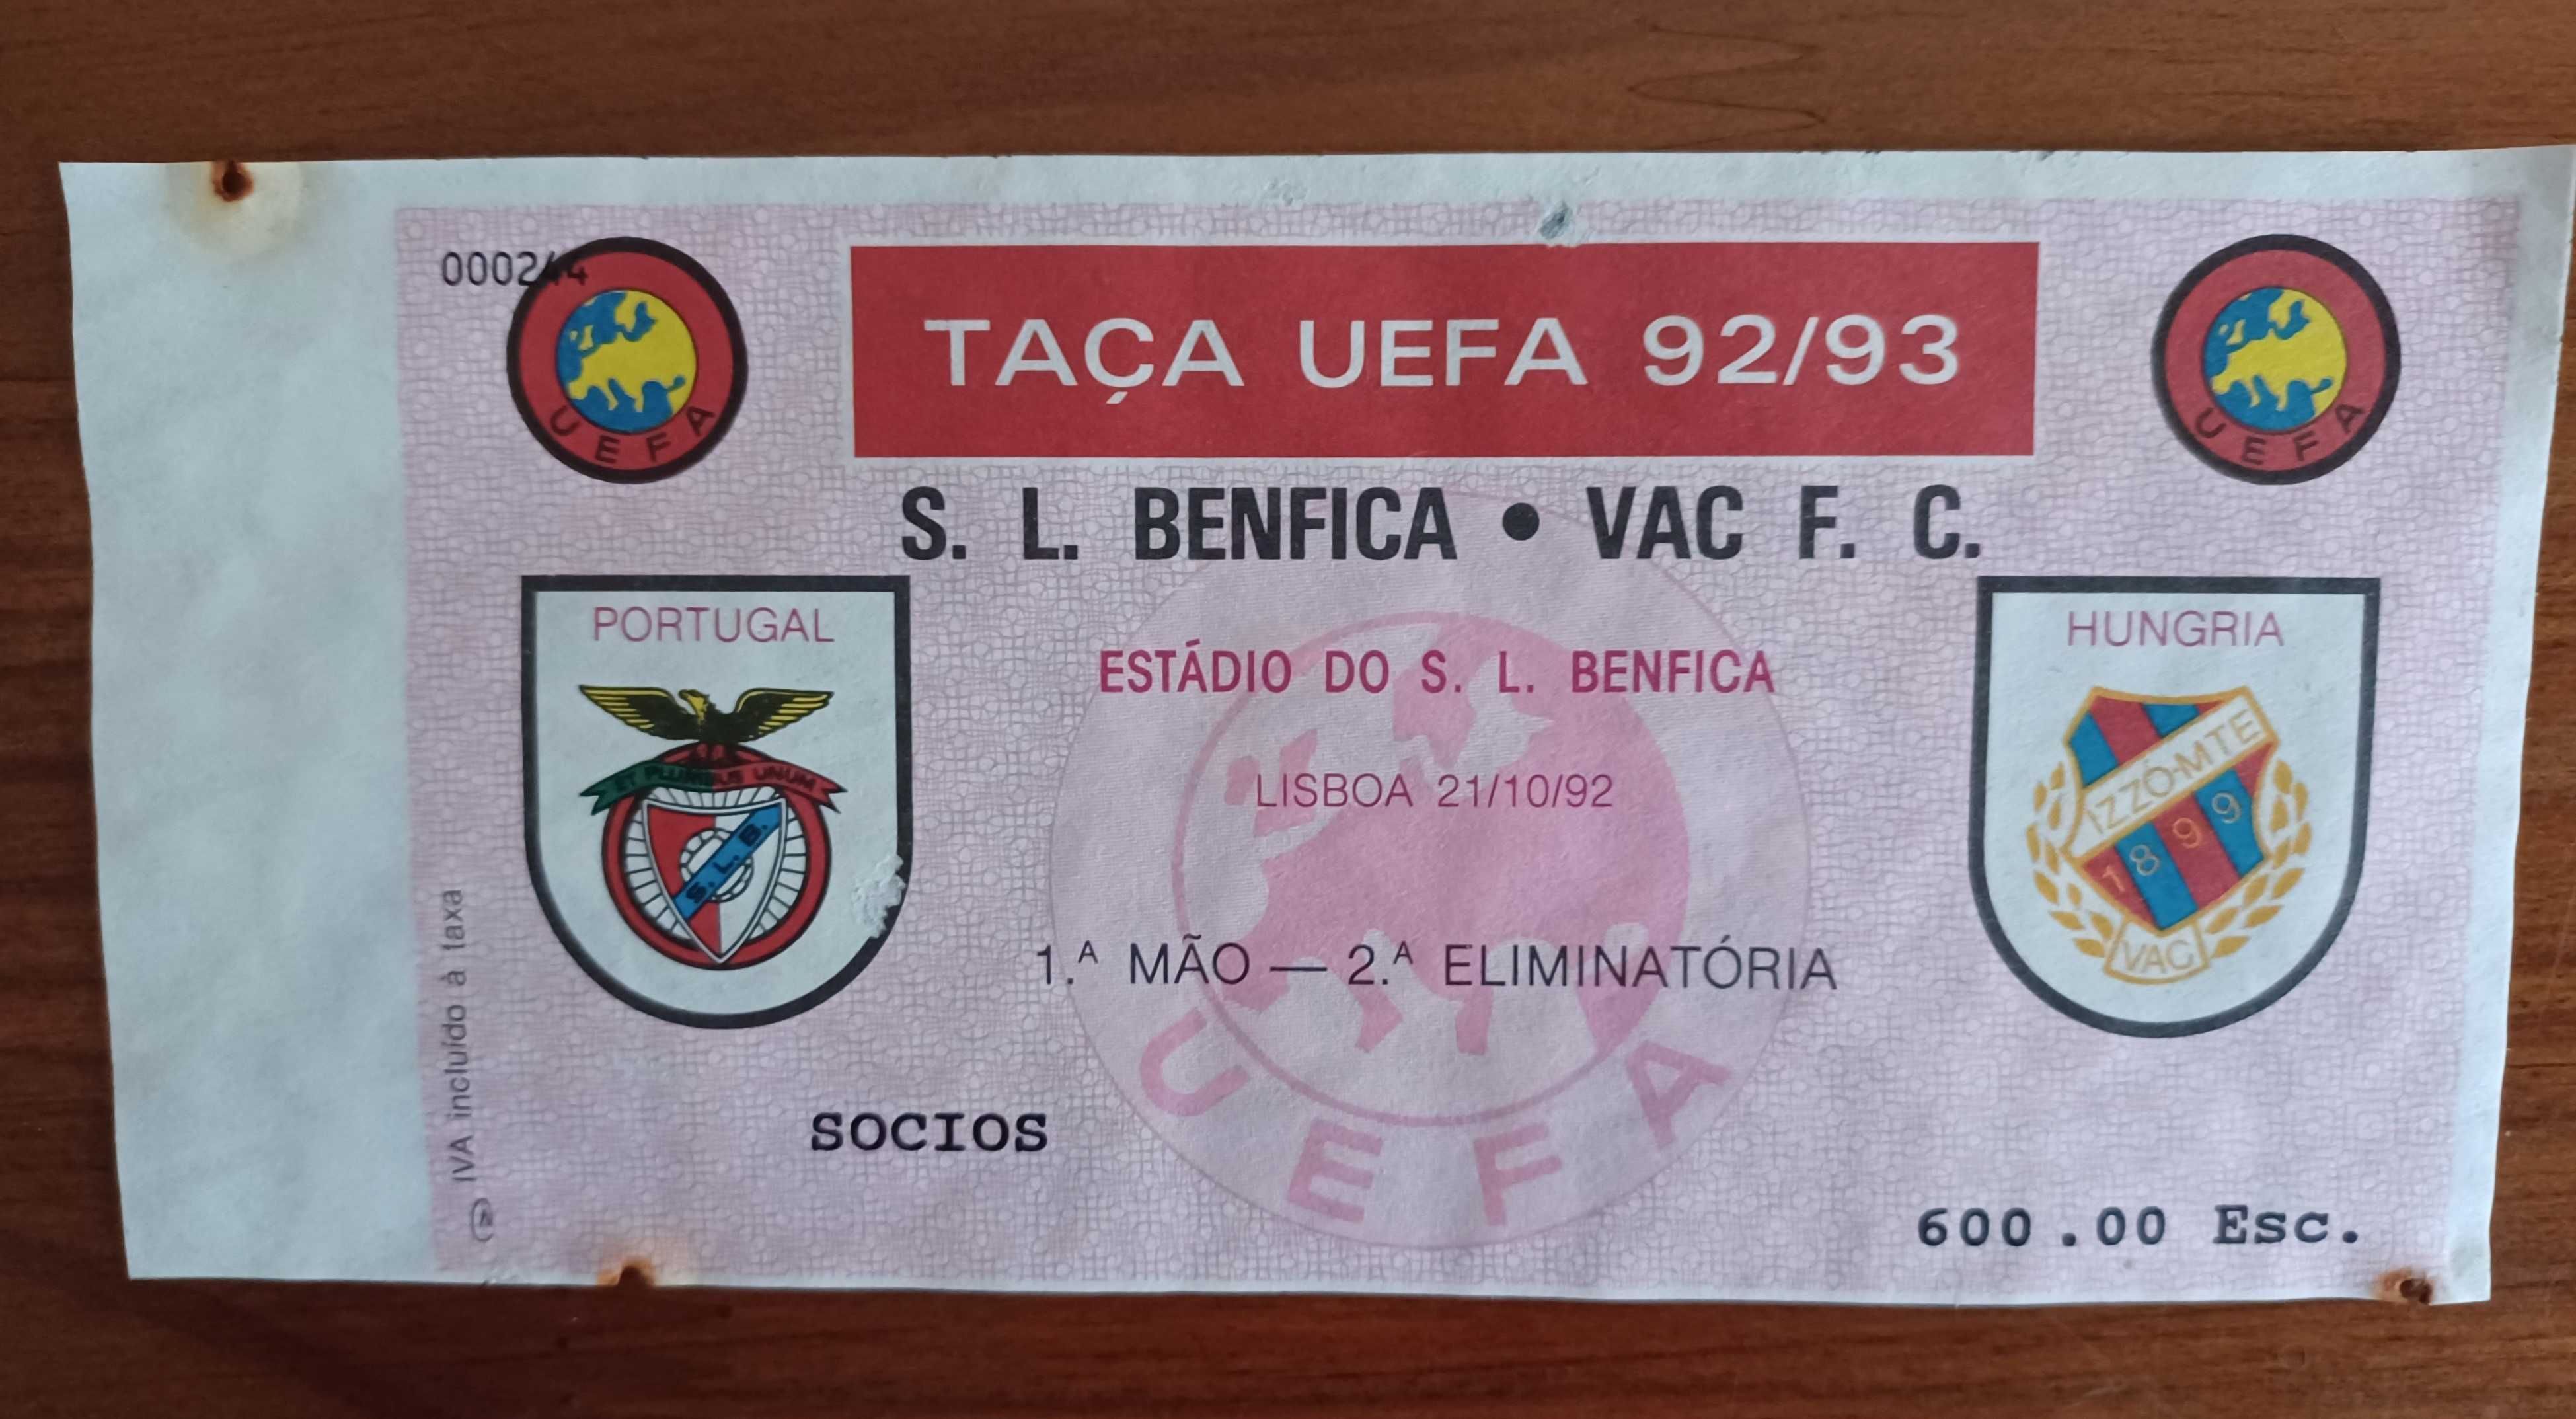 000244
TAÇA UEFA 92/93
UEFA
UEFA
S. L. BENFICA • VAC F. C.
PORTUGAL
HUNGRIA
ESTÁDIO DO S. L. BENFICA
E PLURIBUS UNUM
S. L. B.
IZZÓ-MTE
1899
VAC
LISBOA 21/10/92
1.ª MÃO — 2.ª ELIMINATÓRIA
UEFA
SOCIOS
600.00 Esc.
IVA incluído à taxa